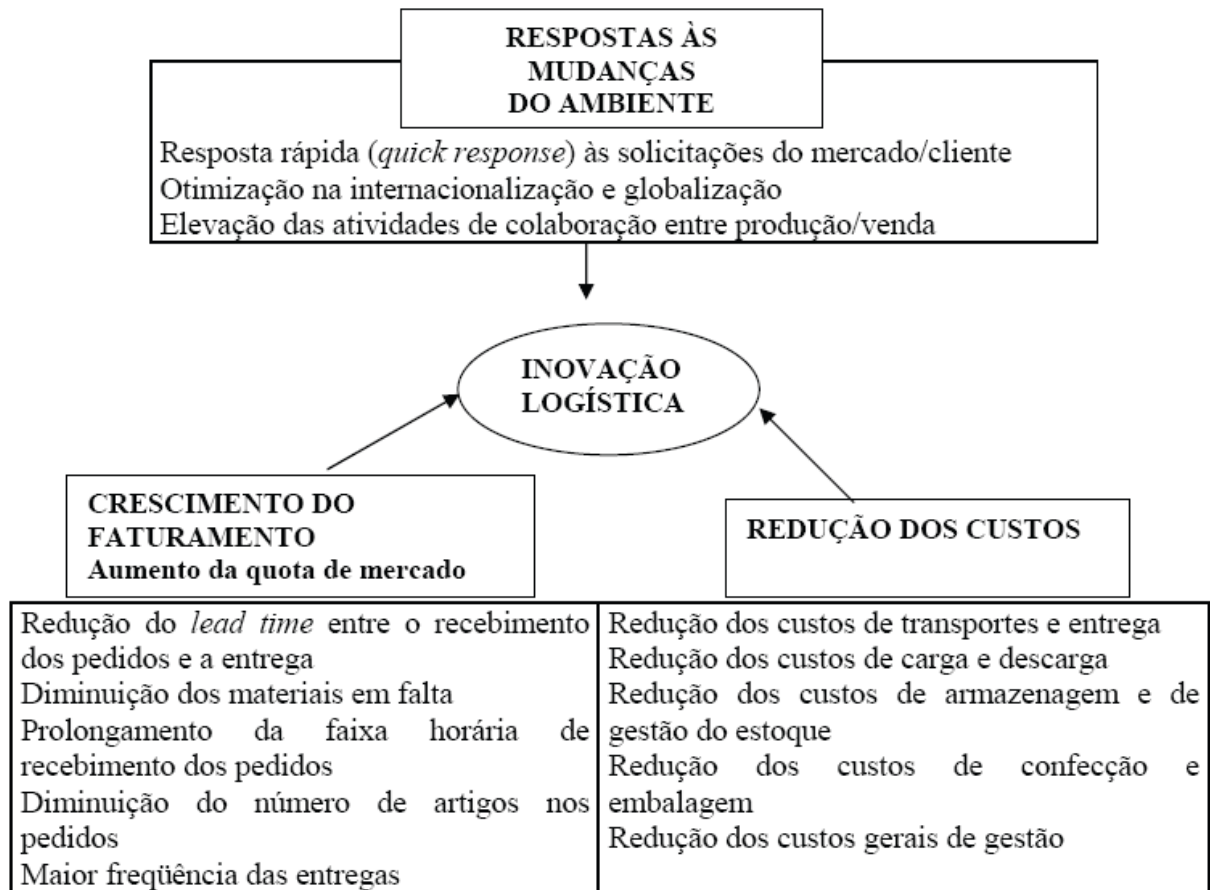 RESPOSTAS ÀS
MUDANÇAS
DO AMBIENTE
Resposta rápida (quick response) às solicitações do mercado/cliente
Otimização na internacionalização e globalização
Elevação das atividades de colaboração entre produção/venda
INOVAÇÃO
LOGÍSTICA
CRESCIMENTO DO
FATURAMENTO
Aumento da quota de mercado
Redução do lead time entre o recebimento
dos pedidos e a entrega
Diminuição dos materiais em falta
Prolongamento da faixa horária de
recebimento dos pedidos
Diminuição do número de artigos nos
pedidos
Maior freqüência das entregas
REDUÇÃO DOS CUSTOS
Redução dos custos de transportes e entrega
Redução dos custos de carga e descarga
Redução dos custos de armazenagem e de
gestão do estoque
Redução dos custos de confecção e
embalagem
Redução dos custos gerais de gestão